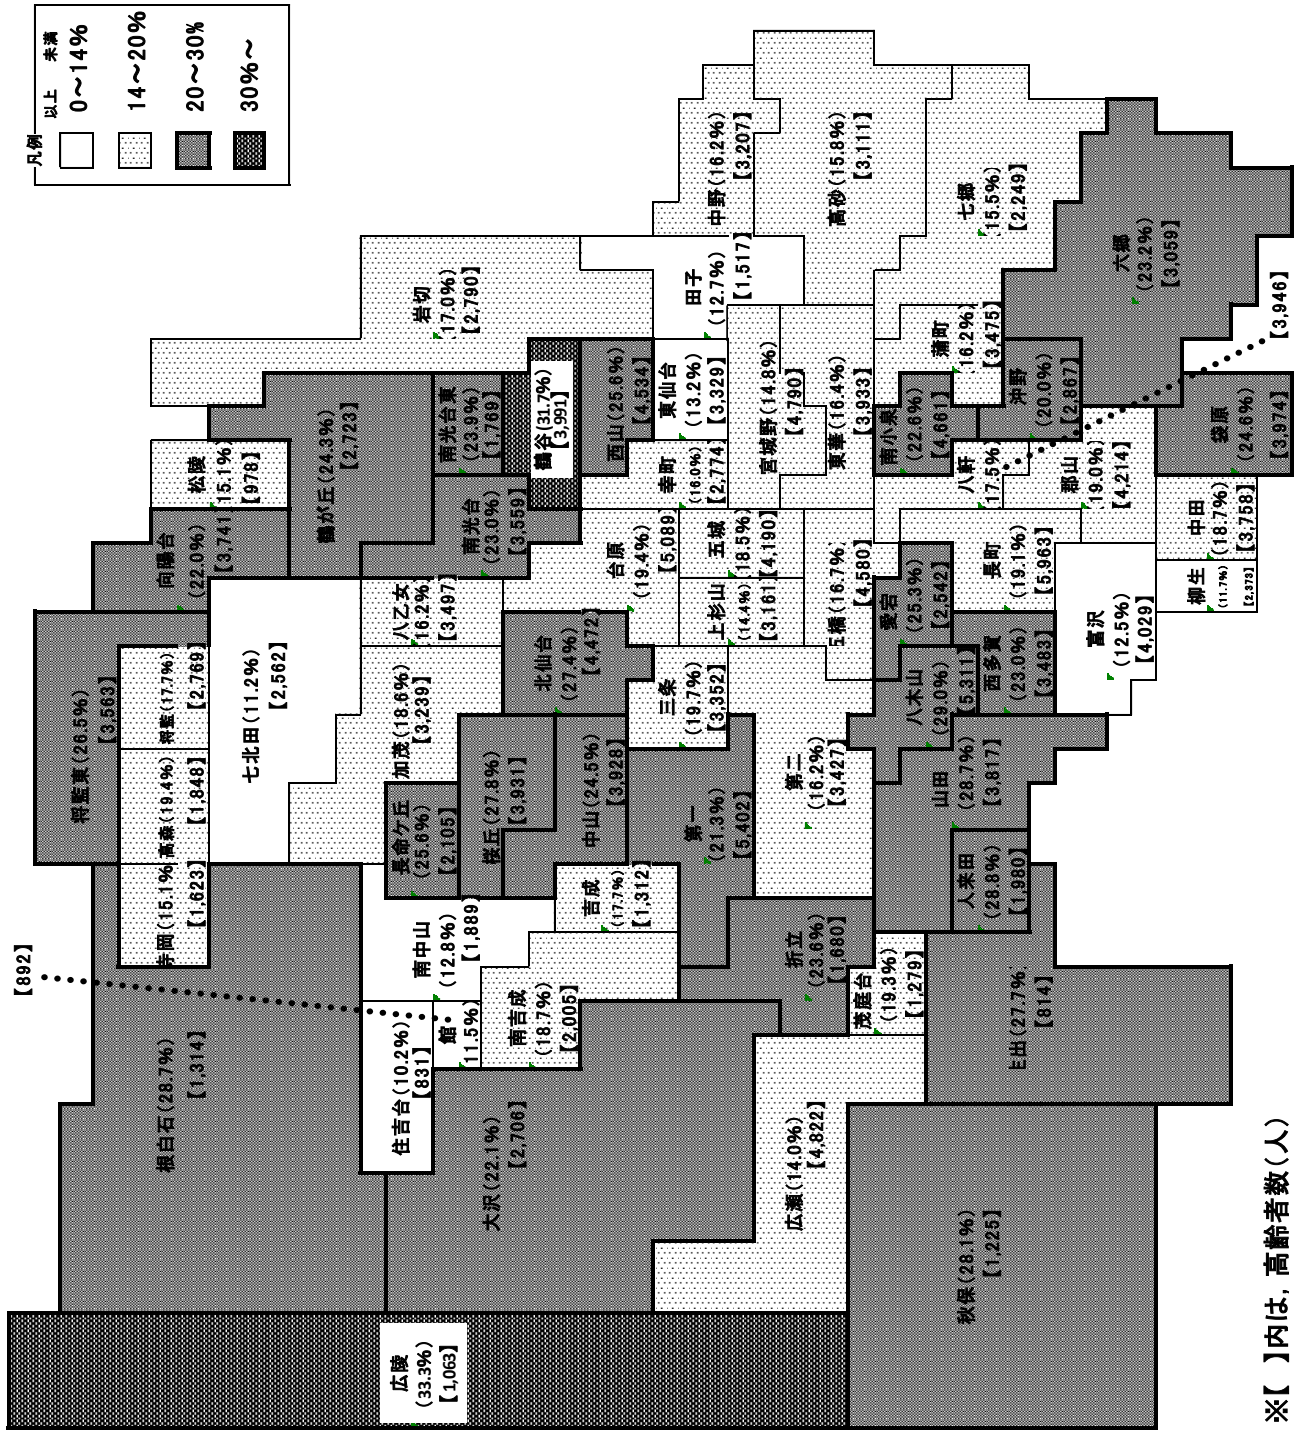 凡例
以上　未満
0～14%
14～20%
20～30%
30%～
中野(16.2%)
【3,207】
高砂(15.8%)
【3,111】
七郷
15.5%)
【2,249】
六郷
(23.2%)
【3,059】
岩切
17.0%)
【2,790】
田子
(12.7%)
【1,517】
蒲町
16.2%)
【3,475】
【3,946】
鶴が丘(24.3%)
【2,723】
南光台東
(23.9%)
【1,769】
鶴谷(31.7%)
【3,991】
西山(25.6%)
【4,534】
東仙台
(13.2%)
【3,329】
宮城野(14.8%)
【4,790】
東華(16.4%)
【3,933】
南小泉
(22.6%)
【4,661】
沖野
(20.0%)
【2,867】
袋原
(24.6%)
【3,974】
松陵
15.1%)
【978】
幸町
(16.0%)
【2,774】
八軒
17.5%)
郡山
19.0%)
【4,214】
向陽台
(22.0%)
【3,741】
南光台
(23.0%)
【3,559】
台原
(19.4%)
【5,089】
五城
18.5%)
【4,190】
中田
(18.7%)
【3,758】
八乙女
16.2%)
【3,497】
上杉山
(14.4%)
【3,161】
橋(16.7%)
【4,580】
愛宕
(25.3%)
【2,542】
長町
(19.1%)
【5,963】
柳生
(11.7%)
【2,373】
将監東(26.5%)
【3,563】
将監(17.7%)
【2,769】
七北田(11.2%)
【2,562】
加茂(18.6%)
【3,239】
北仙台
(27.4%)
【4,472】
三条
(19.7%)
【3,352】
八木山
(29.0%)
【5,311】
西多賀
(23.0%)
【3,483】
富沢
(12.5%)
【4,029】
高森(19.4%)
【1,848】
長命ケ丘
(25.6%)
【2,105】
桜丘(27.8%)
【3,931】
中山(24.5%)
【3,928】
第一
(21.3%)
【5,402】
第二
(16.2%)
【3,427】
山田
(28.7%)
【3,817】
寺岡(15.1%)
【1,623】
南中山
(12.8%)
【1,889】
吉成
(17.7%)
【1,312】
折立
(23.6%)
【1,680】
人来田
(28.8%)
【1,980】
【892】
館
11.5%)
南吉成
(18.7%)
【2,005】
茂庭台
(19.3%)
【1,279】
根白石(28.7%)
【1,314】
住吉台(10.2%)
【831】
出(27.7%)
【814】
大沢(22.1%)
【2,706】
広瀬(14.0%)
【4,822】
秋保(28.1%)
【1,225】
広陵
(33.3%)
【1,063】
※【　】内は，高齢者数(人)